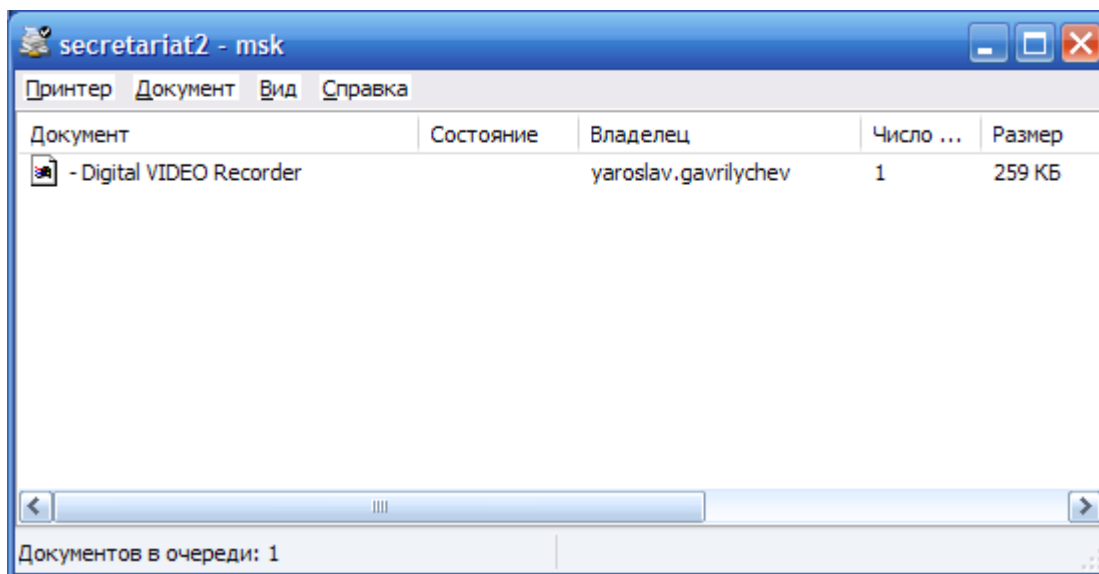 secretariat2 - msk
Принтер Документ Вид Справка
Документ Состояние Владелец Число ... Размер
- Digital VIDEO Recorder yaroslav.gavrilychev 1 259 КБ
Документов в очереди: 1